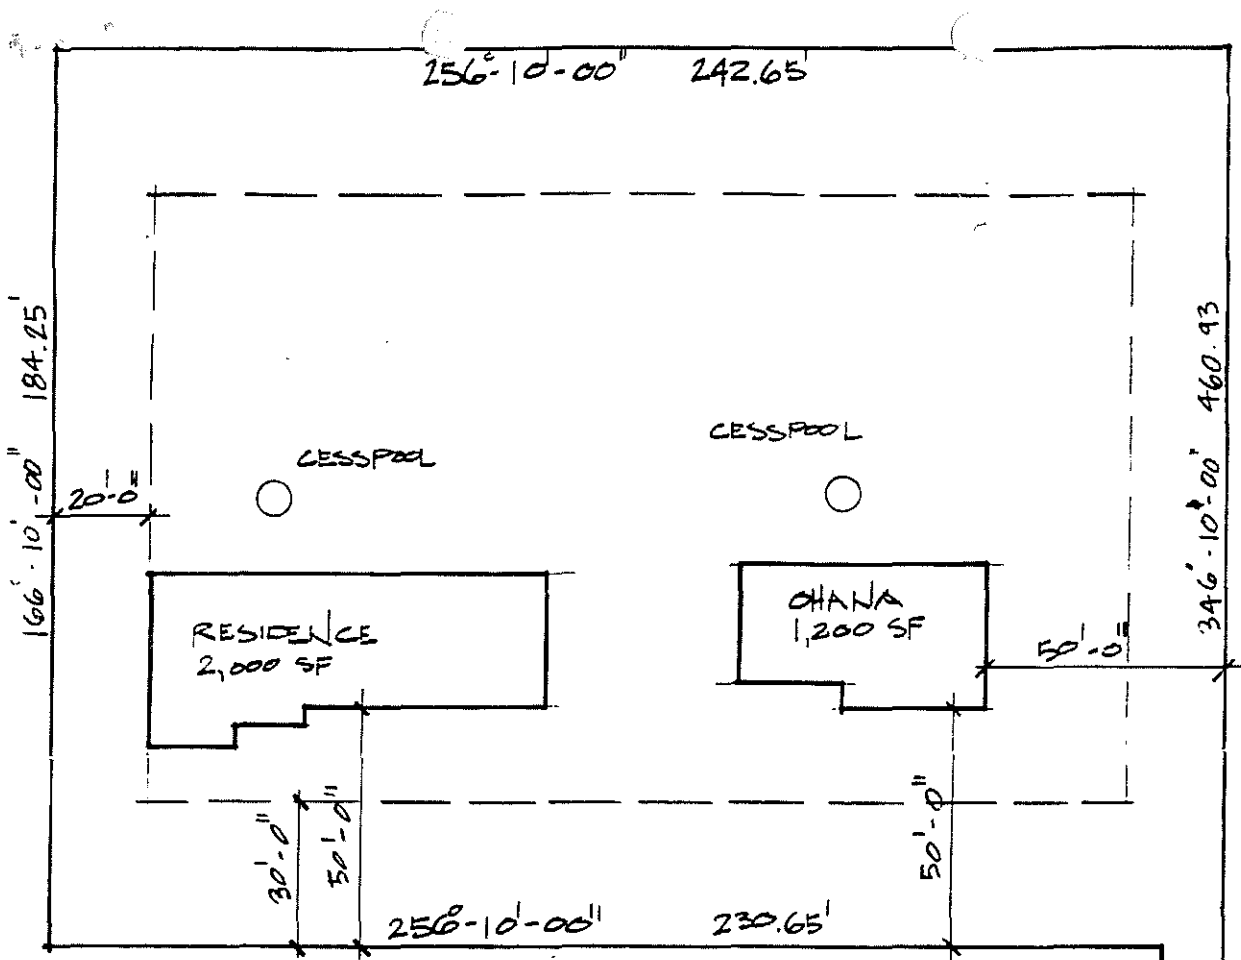 256°-10'-00" 242.65'
166°-10'-00" 184.25'
346°-10'-00" 460.93
CESSPOOL
CESSPOOL
20'-0"
OHANA
1,200 SF
RESIDENCE
2,000 SF
50'-0"
30'-0"
50'-0"
50'-0"
256°-10'-00" 230.65'